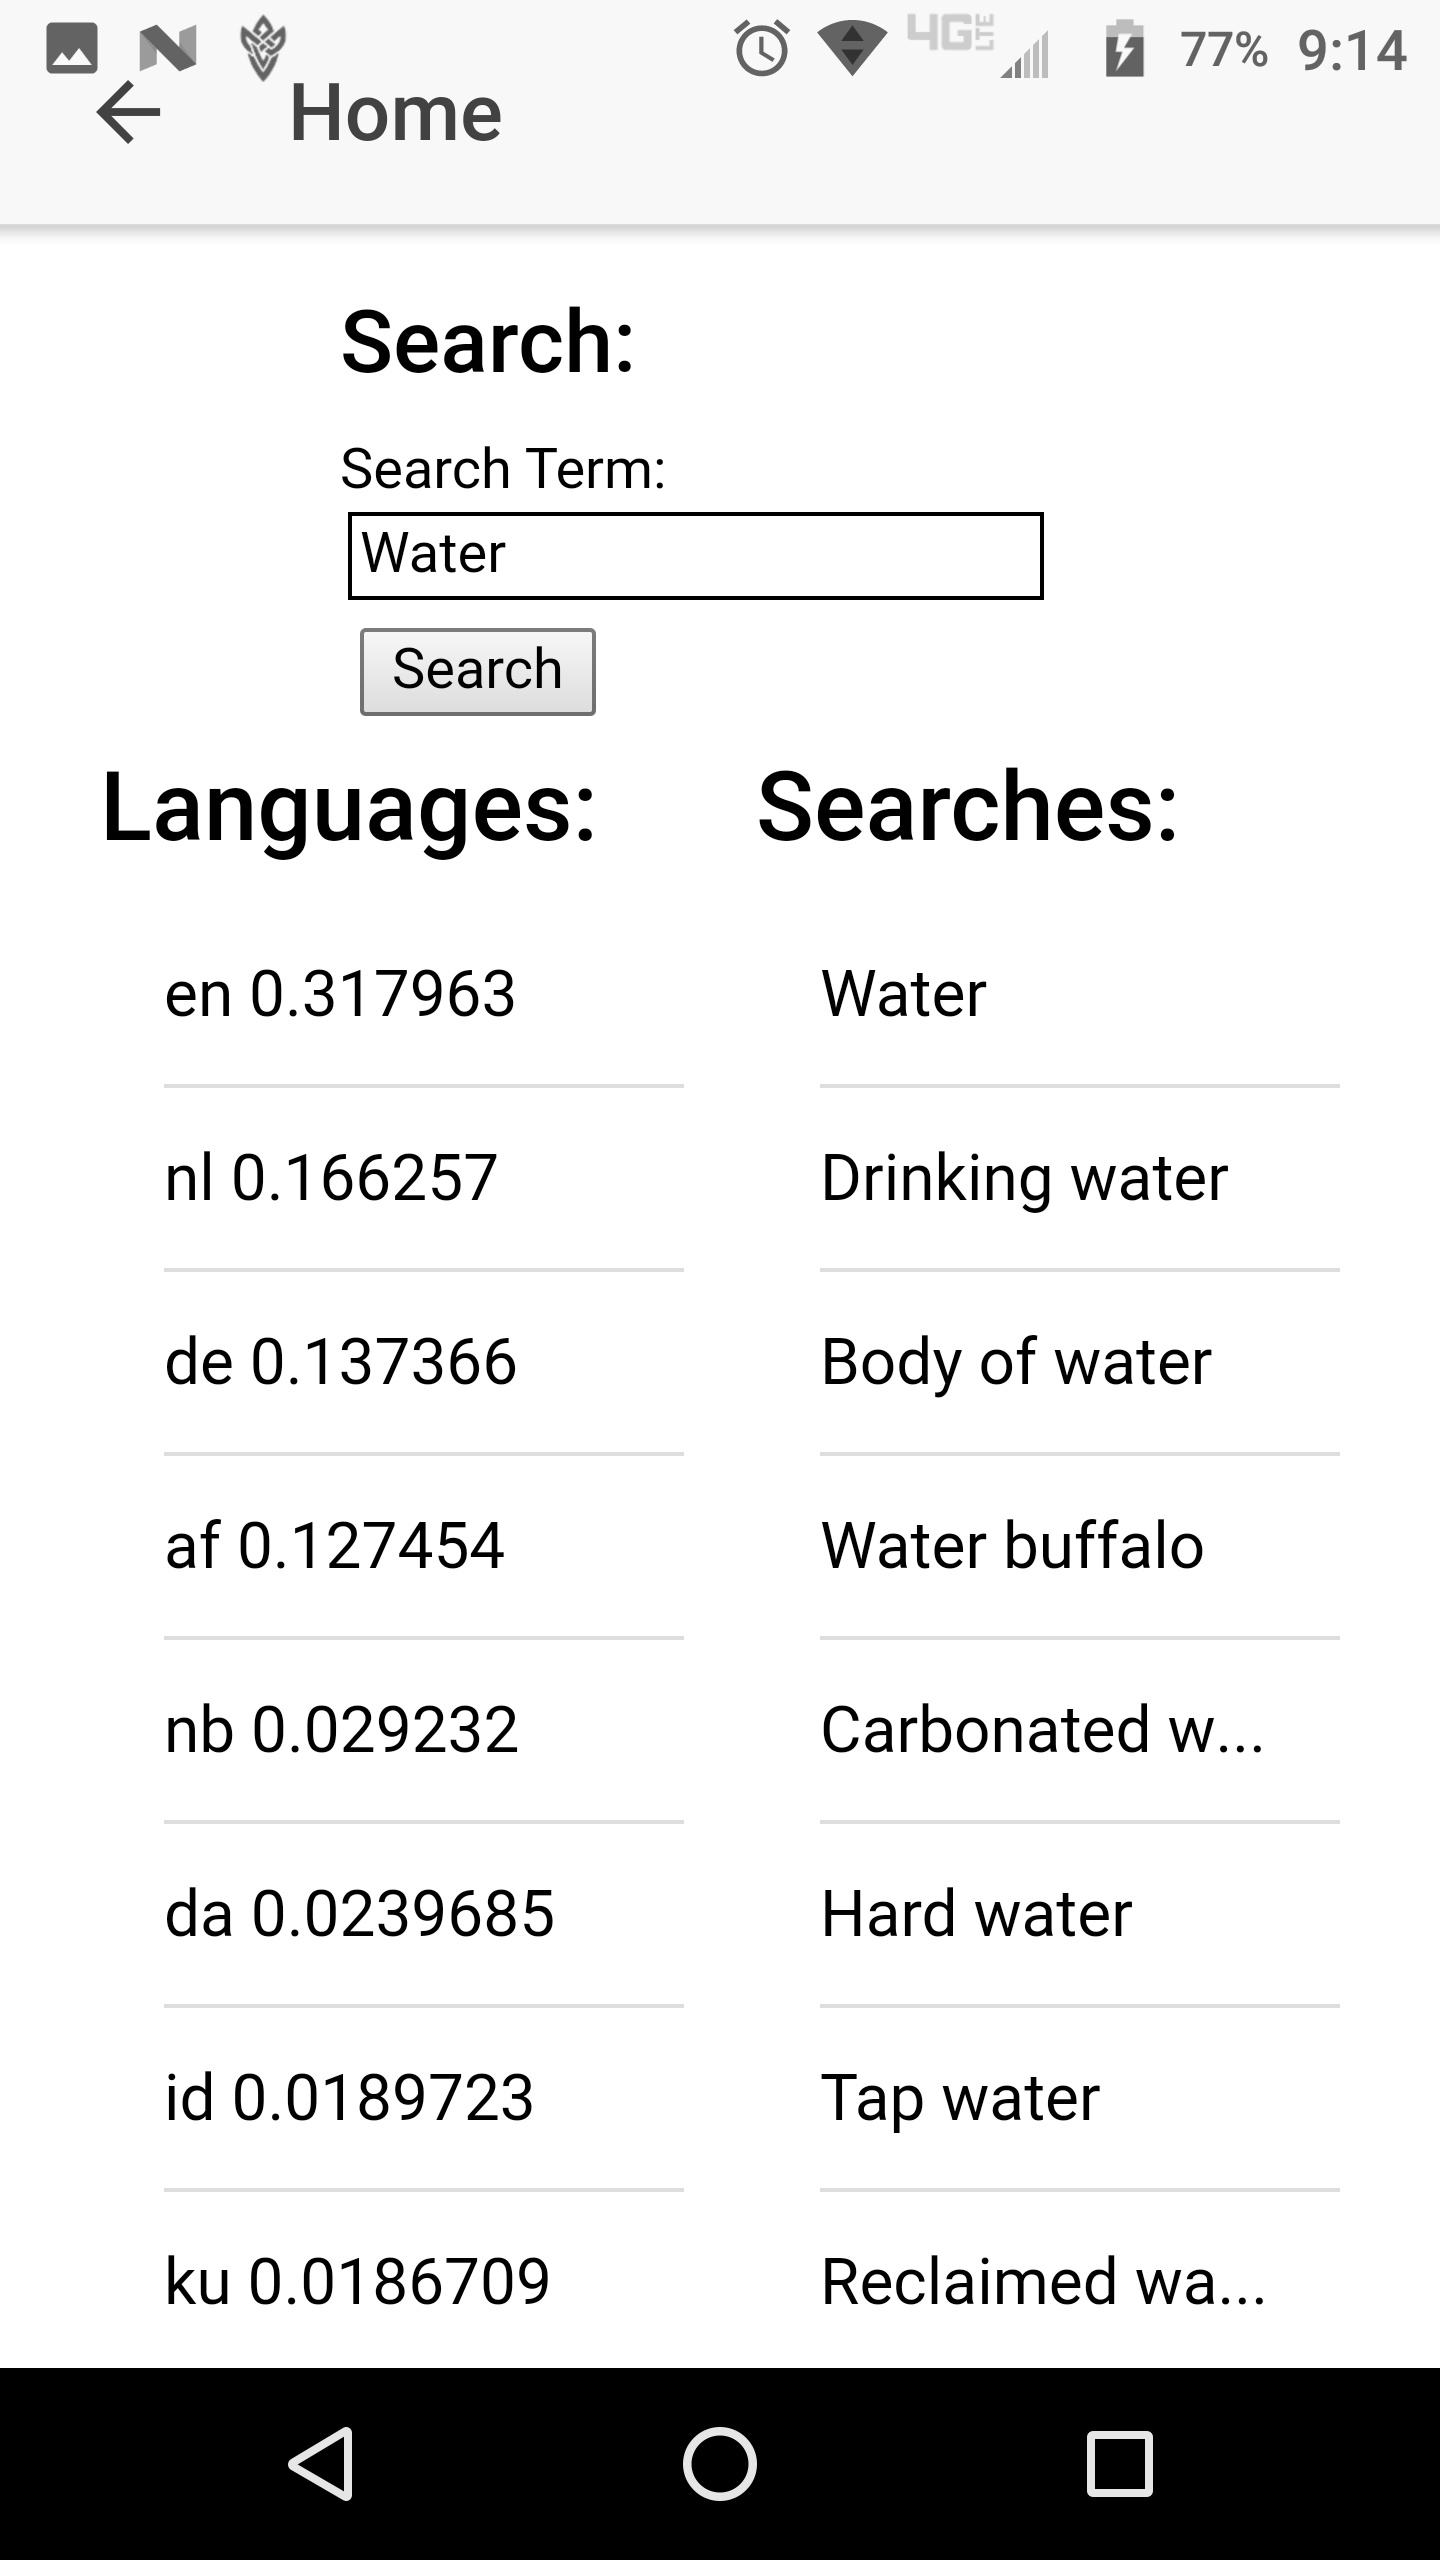 4G LTE 77% 9:14
Home
Search:
Search Term:
Water
Search
Languages:
Searches:
en 0.317963
Water
nl 0.166257
Drinking water
de 0.137366
Body of water
af 0.127454
Water buffalo
nb 0.029232
Carbonated w...
da 0.0239685
Hard water
id 0.0189723
Tap water
ku 0.0186709
Reclaimed wa...